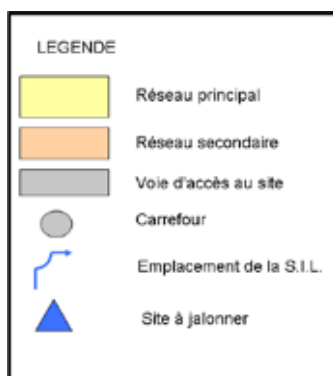 LEGENDE
Réseau principal
Réseau secondaire
Voie d'accès au site
Carrefour
Emplacement de la S.I.L.
Site à jalonner